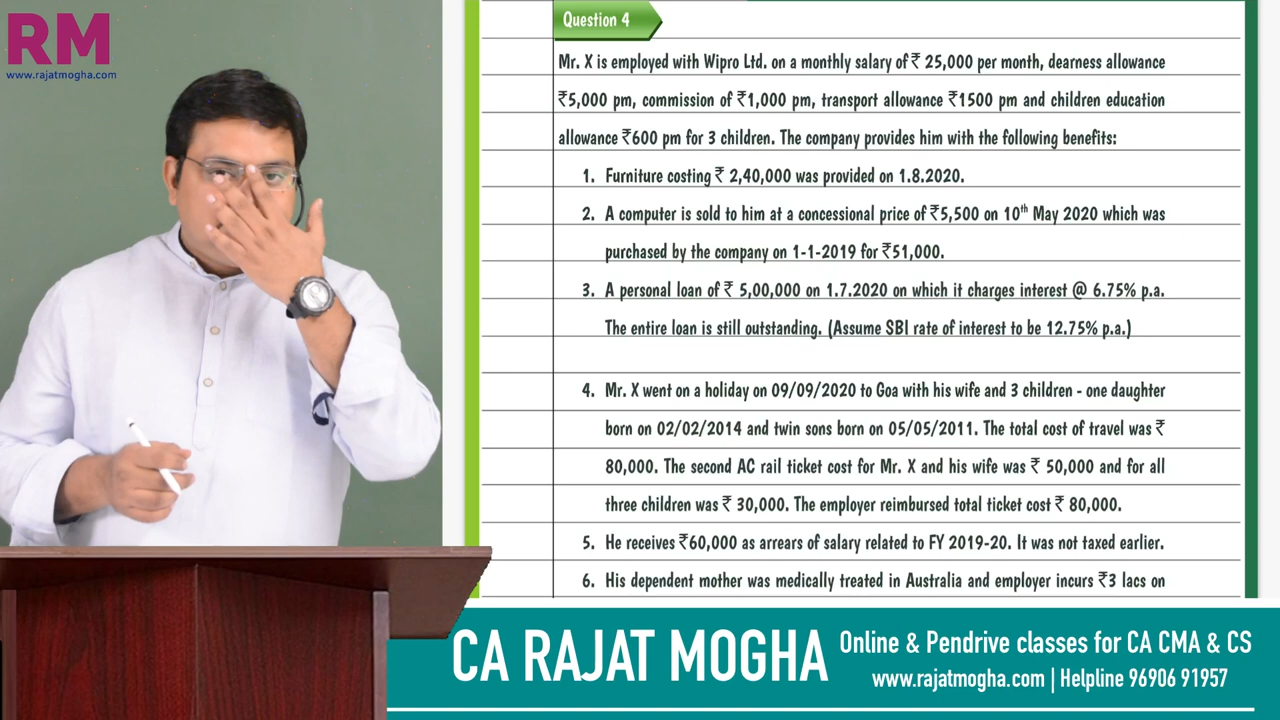 RM
www.rajatmogha.com
Question 4
Mr. X is employed with Wipro Ltd. on a monthly salary of ₹ 25,000 per month, dearness allowance
₹5,000 pm, commission of ₹1,000 pm, transport allowance ₹1500 pm and children education
allowance ₹600 pm for 3 children. The company provides him with the following benefits:
1. Furniture costing ₹ 2,40,000 was provided on 1.8.2020.
2. A computer is sold to him at a concessional price of ₹5,500 on 10th May 2020 which was
purchased by the company on 1-1-2019 for ₹51,000.
3. A personal loan of ₹ 5,00,000 on 1.7.2020 on which it charges interest @ 6.75% p.a.
The entire loan is still outstanding. (Assume SBI rate of interest to be 12.75% p.a.)
4. Mr. X went on a holiday on 09/09/2020 to Goa with his wife and 3 children - one daughter
born on 02/02/2014 and twin sons born on 05/05/2011. The total cost of travel was ₹
80,000. The second AC rail ticket cost for Mr. X and his wife was ₹ 50,000 and for all
three children was ₹ 30,000. The employer reimbursed total ticket cost ₹ 80,000.
5. He receives ₹60,000 as arrears of salary related to FY 2019-20. It was not taxed earlier.
6. His dependent mother was medically treated in Australia and employer incurs ₹3 lacs on
CA RAJAT MOGHA
Online & Pendrive classes for CA CMA & CS
www.rajatmogha.com | Helpline 96906 91957